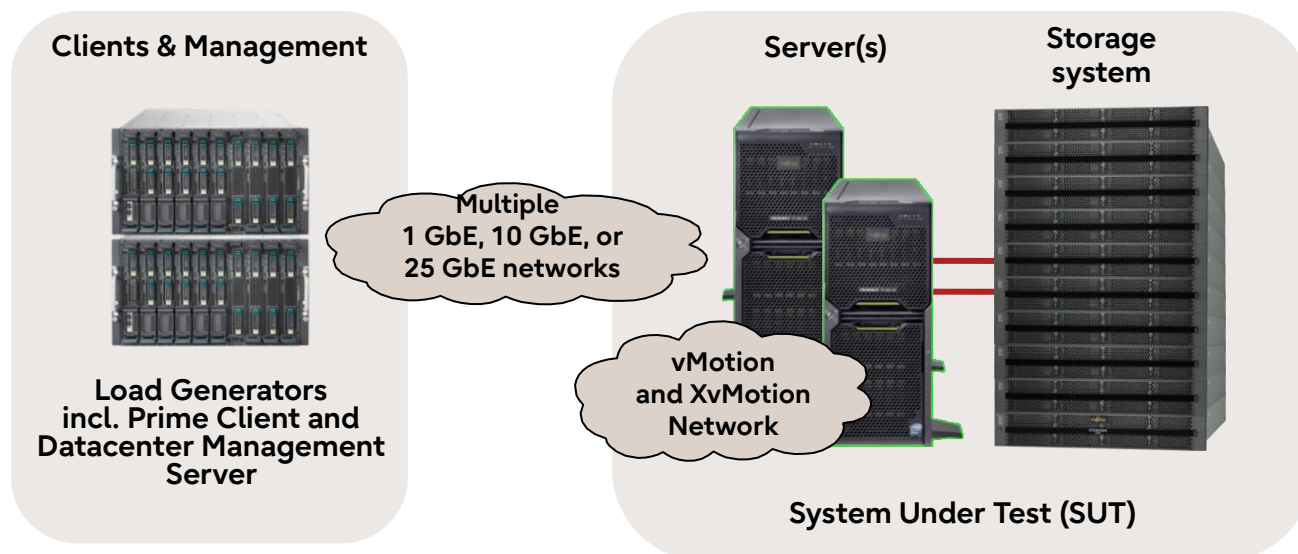 Clients & Management
Load Generators
incl. Prime Client and
Datacenter Management
Server
Multiple
1 GbE, 10 GbE, or
25 GbE networks
Server(s)
Storage
system
vMotion
and XvMotion
Network
System Under Test (SUT)